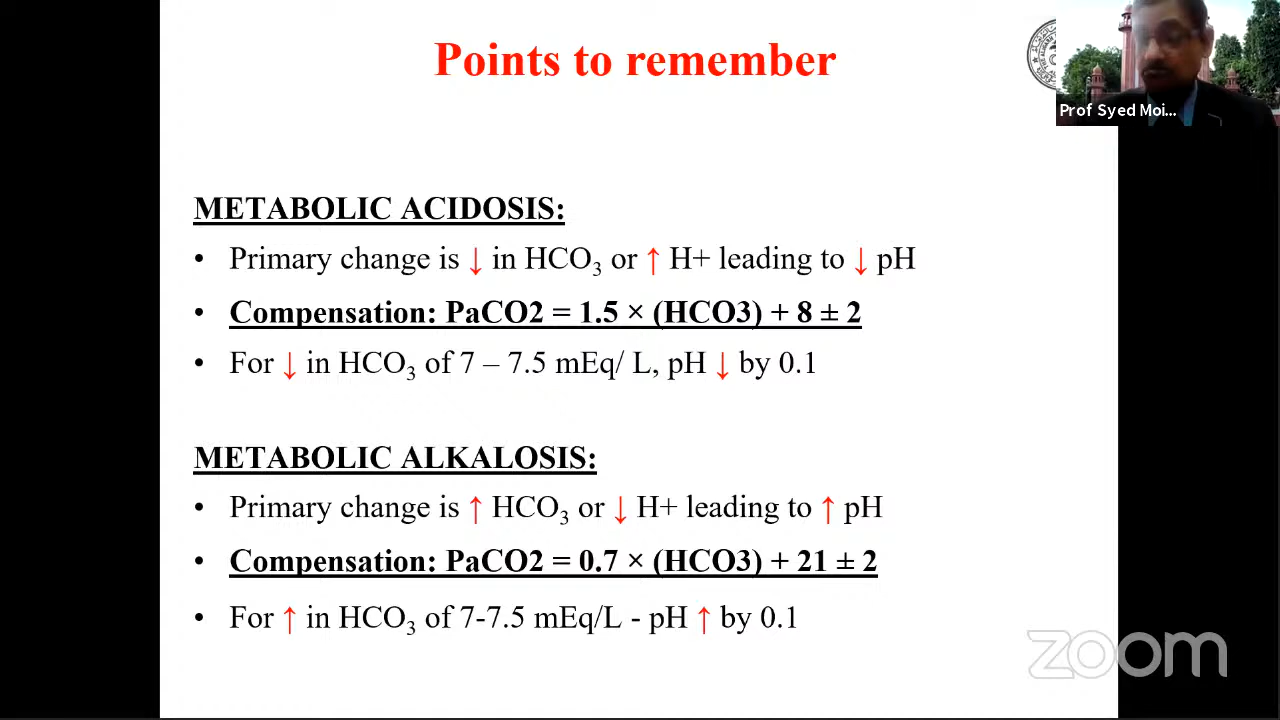 Points to remember
Prof Syed Moi...
METABOLIC ACIDOSIS:
• Primary change is ↓ in HCO₃ or ↑ H+ leading to ↓ pH
• Compensation: PaCO2 = 1.5 × (HCO3) + 8 ± 2
• For ↓ in HCO₃ of 7 – 7.5 mEq/ L, pH ↓ by 0.1
METABOLIC ALKALOSIS:
• Primary change is ↑ HCO₃ or ↓ H+ leading to ↑ pH
• Compensation: PaCO2 = 0.7 × (HCO3) + 21 ± 2
• For ↑ in HCO₃ of 7-7.5 mEq/L - pH ↑ by 0.1
zoom